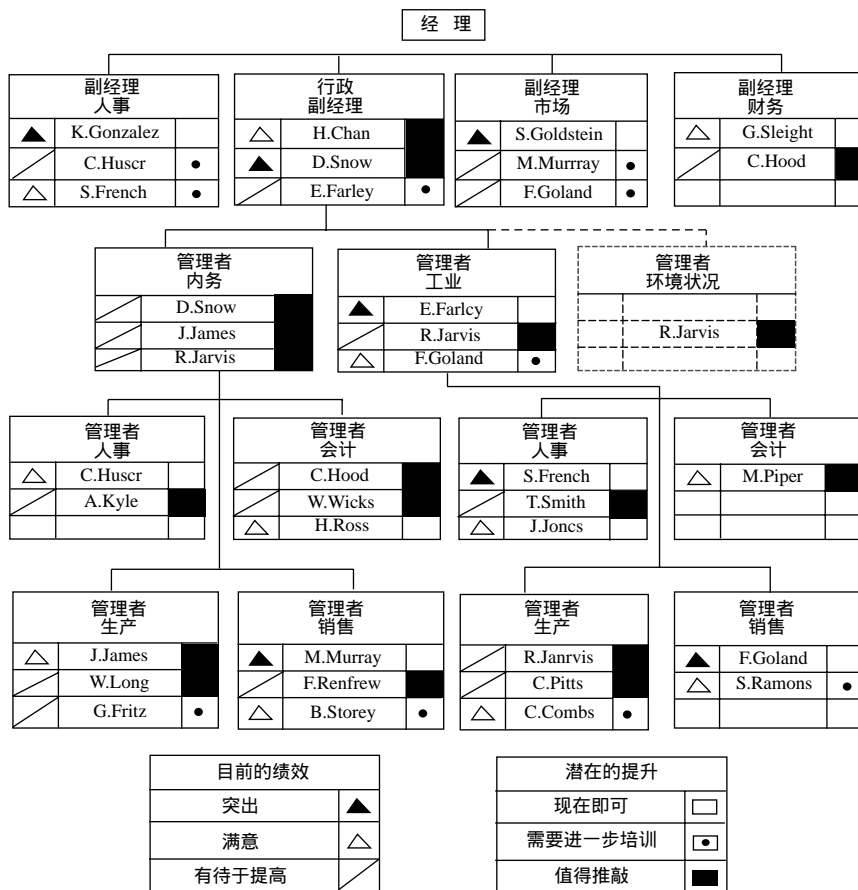 经 理
副经理
人事
K.Gonzalez
C.Huscr
S.French
行政
副经理
H.Chan
D.Snow
E.Farley
副经理
市场
S.Goldstein
M.Murrray
F.Goland
副经理
财务
G.Sleight
C.Hood
管理者
内务
D.Snow
J.James
R.Jarvis
管理者
工业
E.Farlcy
R.Jarvis
F.Goland
管理者
环境状况
R.Jarvis
管理者
人事
C.Huscr
A.Kyle
管理者
会计
C.Hood
W.Wicks
H.Ross
管理者
人事
S.French
T.Smith
J.Joncs
管理者
会计
M.Piper
管理者
生产
J.James
W.Long
G.Fritz
管理者
销售
M.Murray
F.Renfrew
B.Storey
管理者
生产
R.Janrvis
C.Pitts
C.Combs
管理者
销售
F.Goland
S.Ramons
目前的绩效
突出
满意
有待于提高
潜在的提升
现在即可
需要进一步培训
值得推敲